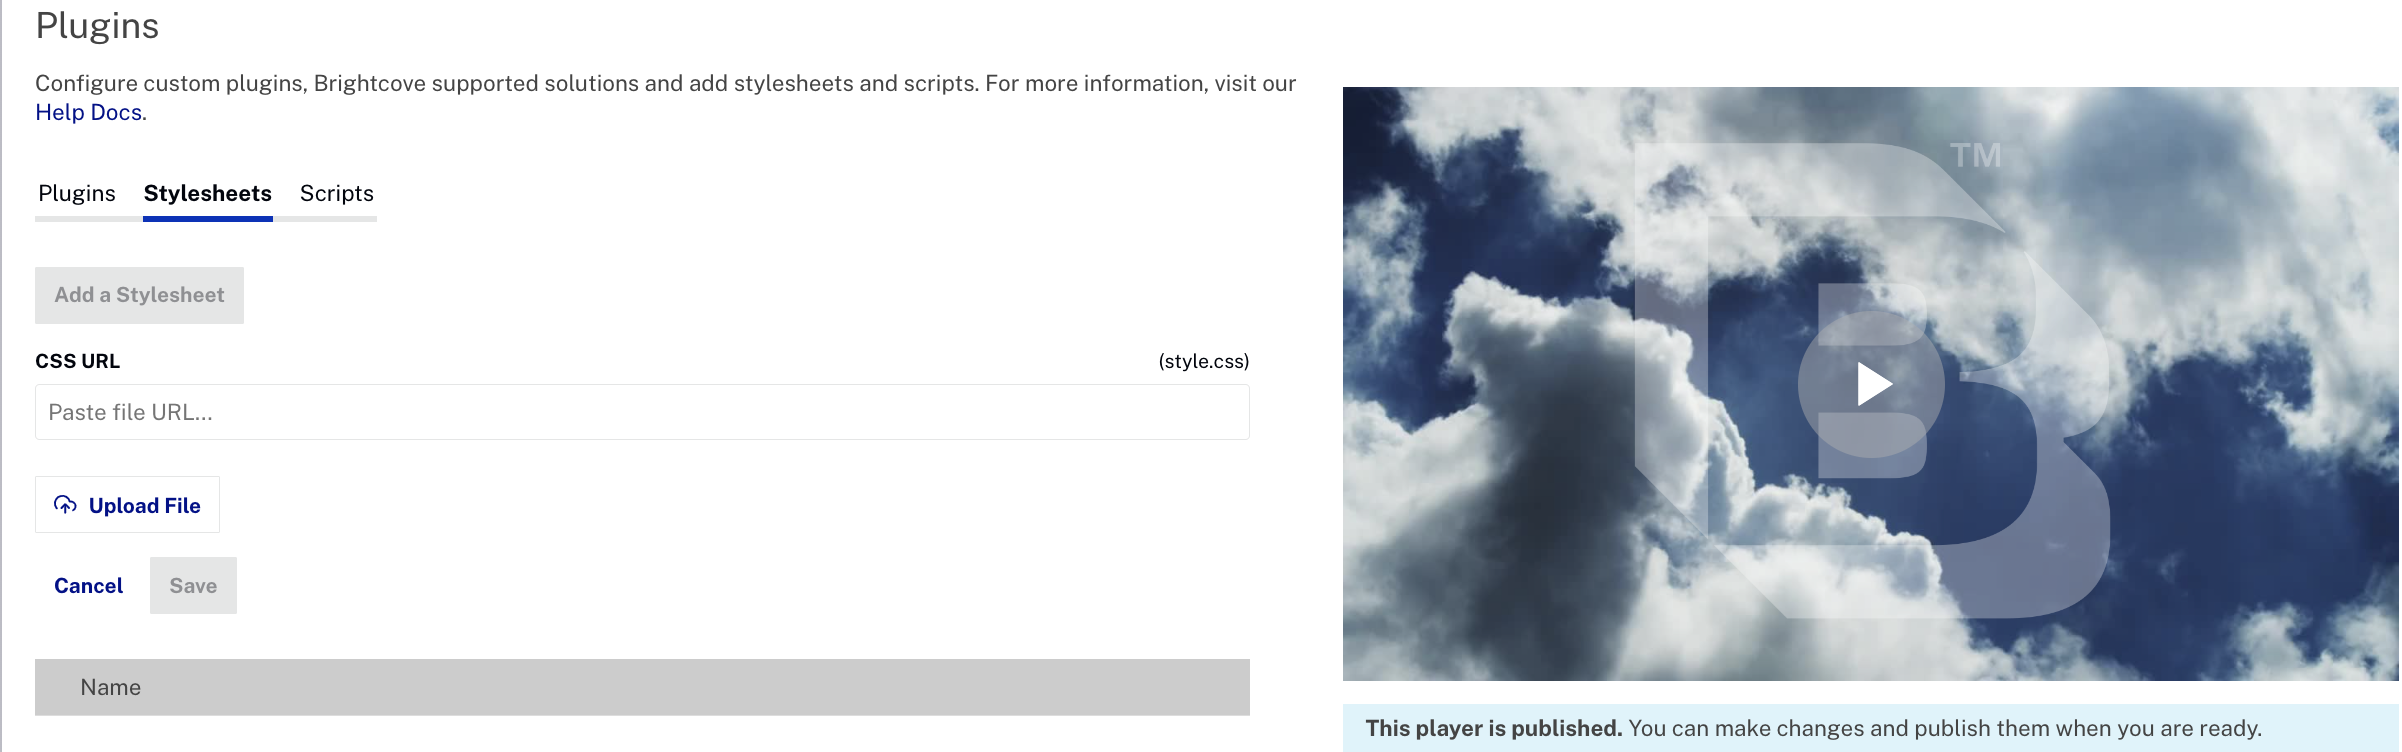 Plugins
Configure custom plugins, Brightcove supported solutions and add stylesheets and scripts. For more information, visit our
Help Docs.
Plugins Stylesheets Scripts
Add a Stylesheet
CSS URL (style.css)
Paste file URL...
Upload File
Cancel Save
Name
TM
This player is published. You can make changes and publish them when you are ready.